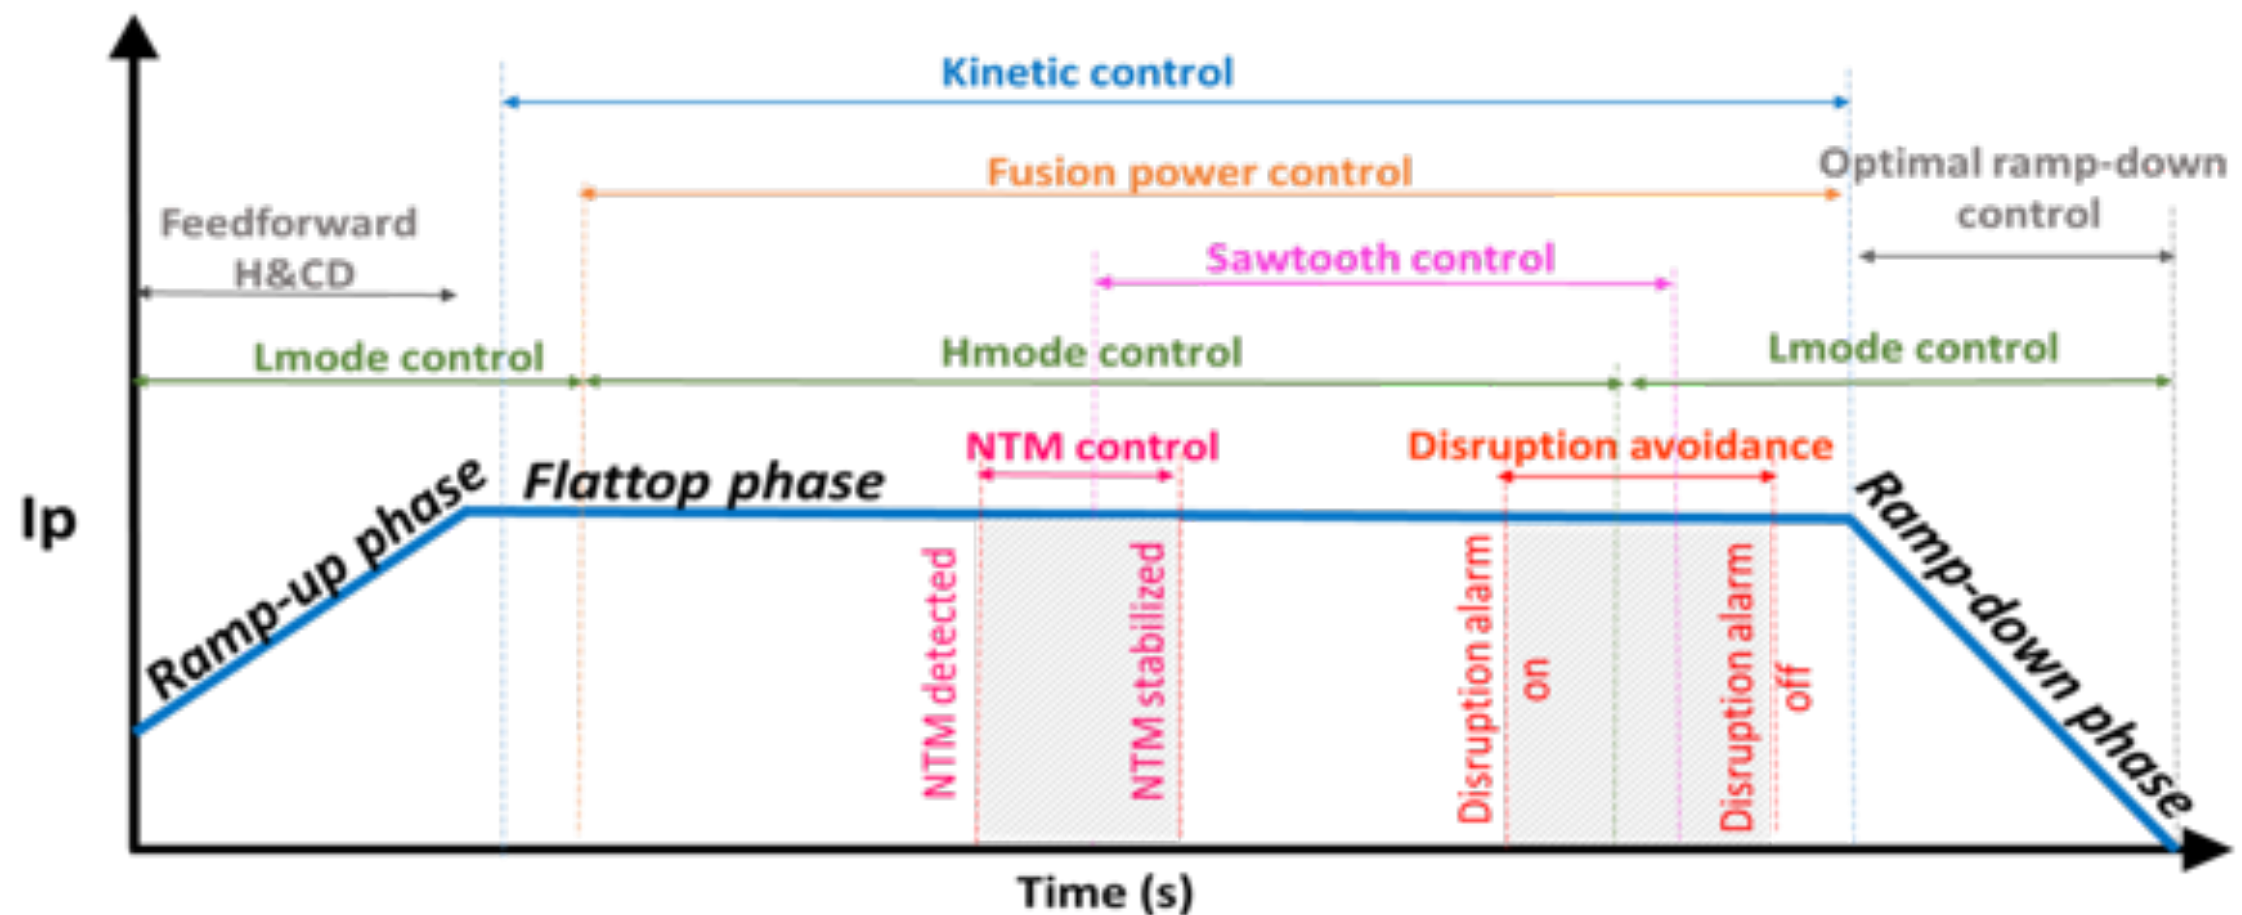 Kinetic control
Fusion power control
Optimal ramp-down
control
Feedforward
H&CD
Sawtooth control
Lmode control
Hmode control
Lmode control
NTM control
Disruption avoidance
Ramp-up phase
Flattop phase
Ramp-down phase
Ip
NTM detected
NTM stabilized
Disruption alarm
on
Disruption alarm
off
Time (s)